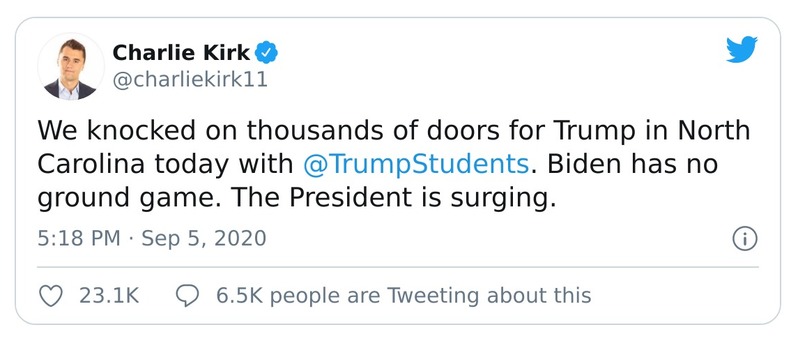 Charlie Kirk
@charliekirk11
We knocked on thousands of doors for Trump in North
Carolina today with @TrumpStudents. Biden has no
ground game. The President is surging.
5:18 PM · Sep 5, 2020
23.1K 6.5K people are Tweeting about this